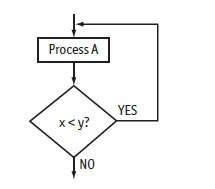 Process A
YES
x < y?
NO